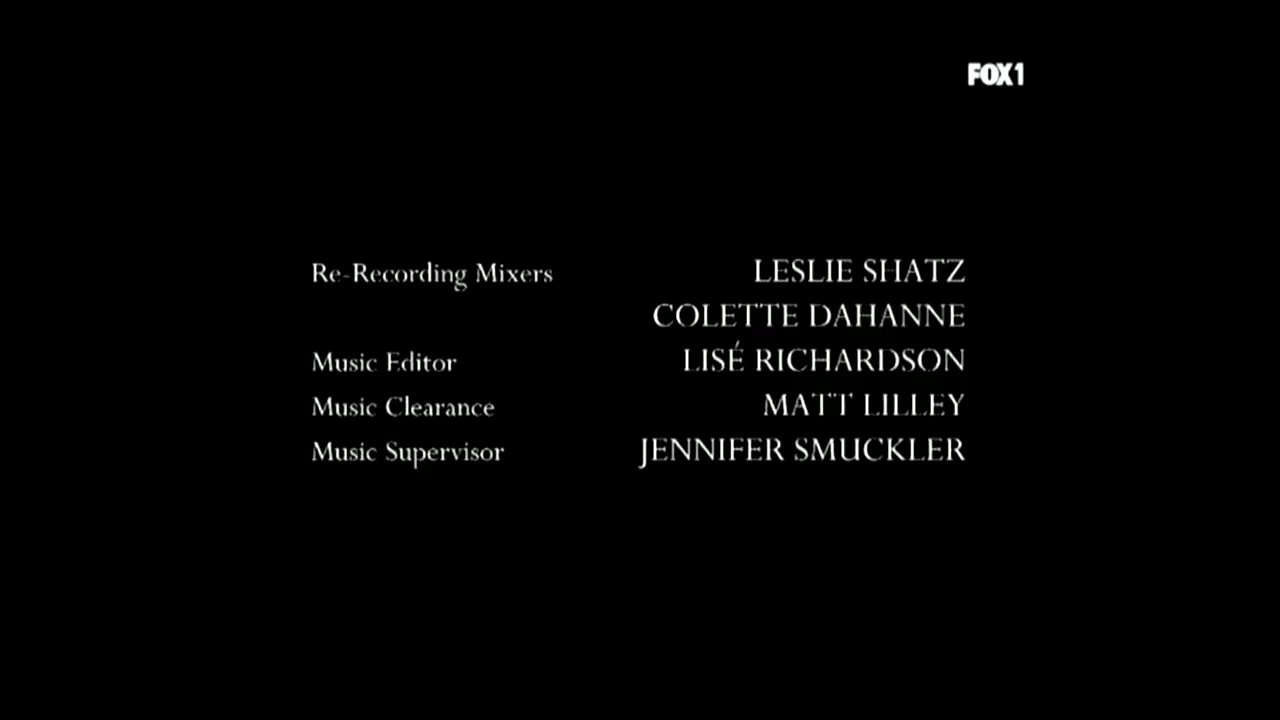 FOX1
Re-Recording Mixers LESLIE SHATZ
COLETTE DAHANNE
Music Editor LISÉ RICHARDSON
Music Clearance MATT LILLEY
Music Supervisor JENNIFER SMUCKLER